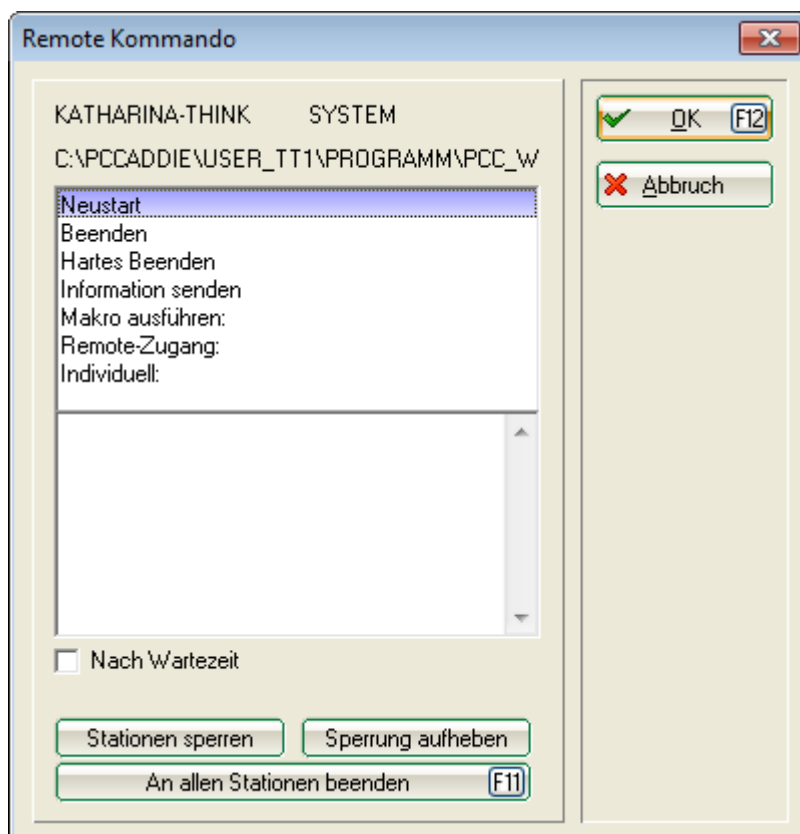 Remote Kommando
KATHARINA-THINK SYSTEM
C:\PCCADDIE\USER_TT1\PROGRAMM\PCC_W
Neustart
Beenden
Hartes Beenden
Information senden
Makro ausführen:
Remote-Zugang:
Individuell:
Nach Wartezeit
Stationen sperren
Sperrung aufheben
An allen Stationen beenden F11
OK F12
Abbruch